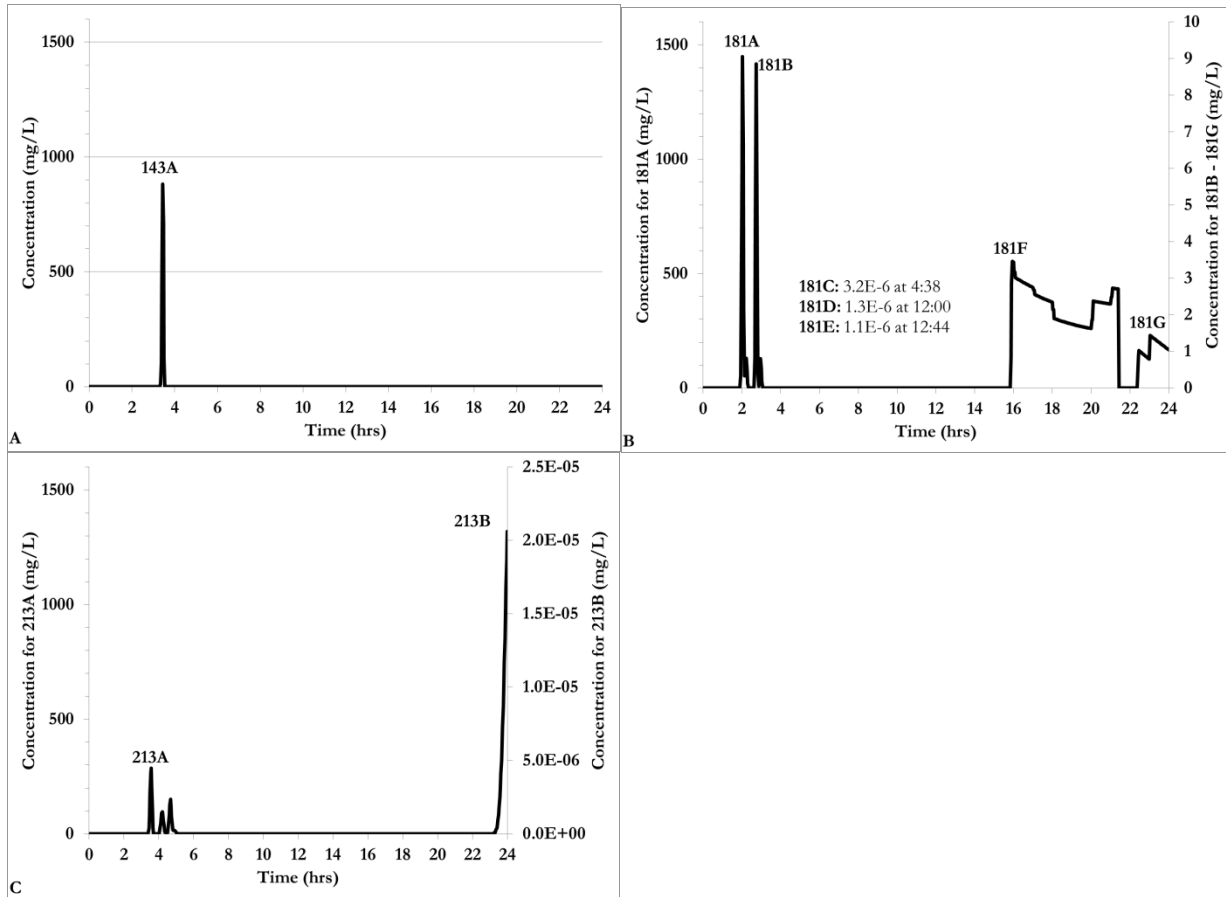 Concentration (mg/L)
1500
1000
500
0
143A
0 2 4 6 8 10 12 14 16 18 20 22 24
Time (hrs)
A
Concentration for 181A (mg/L)
1500
1000
500
0
181A
181B
181C: 3.2E-6 at 4:38
181D: 1.3E-6 at 12:00
181E: 1.1E-6 at 12:44
181F
181G
10
9
8
7
6
5
4
3
2
1
0
Concentration for 181B - 181G (mg/L)
0 2 4 6 8 10 12 14 16 18 20 22 24
Time (hrs)
B
Concentration for 213A (mg/L)
1500
1000
500
0
213A
213B
2.5E-05
2.0E-05
1.5E-05
1.0E-05
5.0E-06
0.0E+00
Concentration for 213B (mg/L)
0 2 4 6 8 10 12 14 16 18 20 22 24
Time (hrs)
C